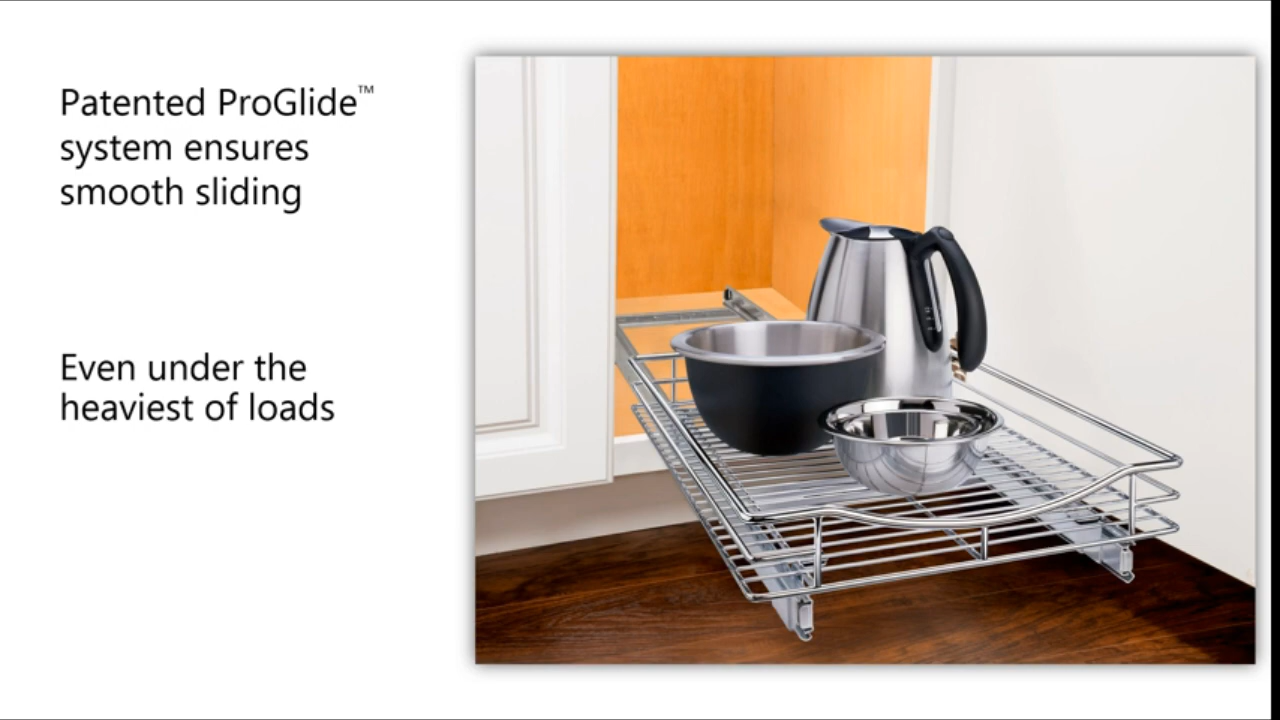 Patented ProGlide™
system ensures
smooth sliding
Even under the
heaviest of loads